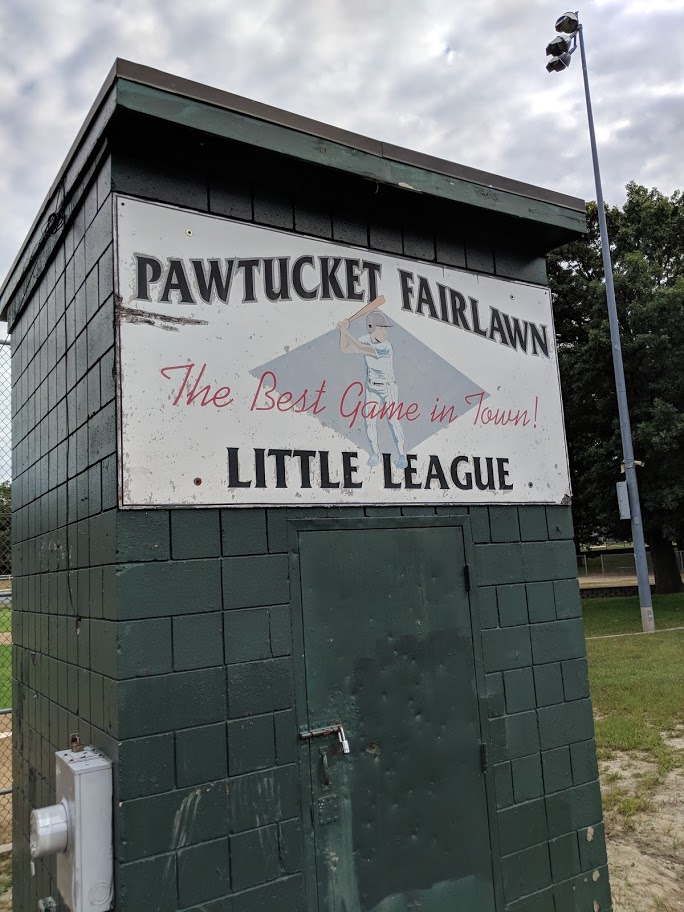 PAWTUCKET FAIRLAWN
The Best Game in Town!
LITTLE LEAGUE